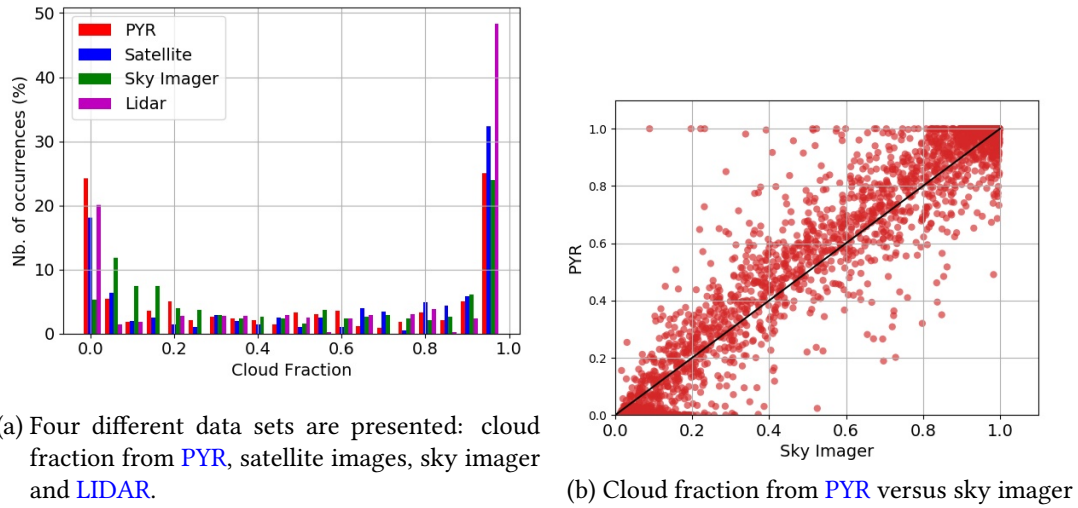 50
40
30
20
10
0
Nb. of occurrences (%)
PYR
Satellite
Sky Imager
Lidar
0.0 0.2 0.4 0.6 0.8 1.0
Cloud Fraction
(a) Four different data sets are presented: cloud
fraction from PYR, satellite images, sky imager
and LIDAR.
1.0
0.8
0.6
0.4
0.2
0.0
PYR
0.0 0.2 0.4 0.6 0.8 1.0
Sky Imager
(b) Cloud fraction from PYR versus sky imager